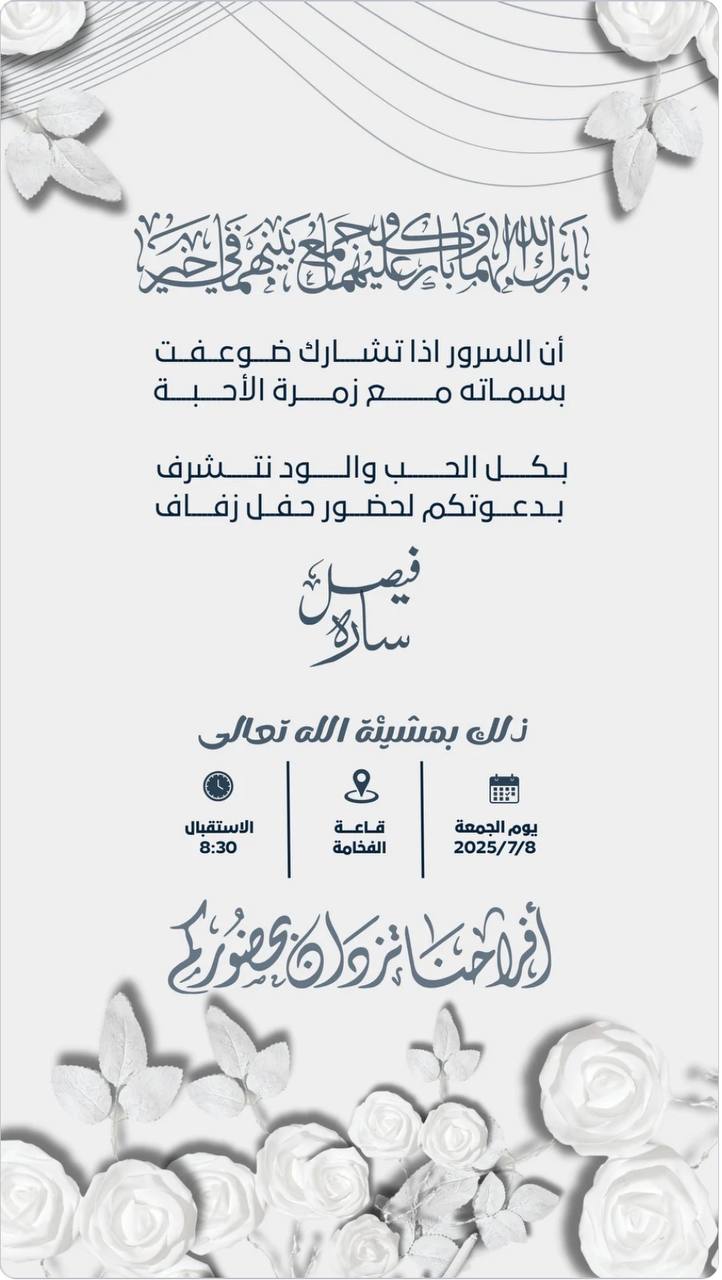 بارك الله لهما وبارك عليهما وجمع بينهما في خير
أن السرور اذا تشارك ضوعفت
بسماته مع زمرة الأحبة
بكل الحب والود نتشرف
بدعوتكم لحضور حفل زفاف
فيصل
ساره
ذلك بمشيئة الله تعالى
يوم الجمعة
2025/7/8
قاعة
الفخامة
الاستقبال
8:30
أفراحنا تزدان بحضوركم